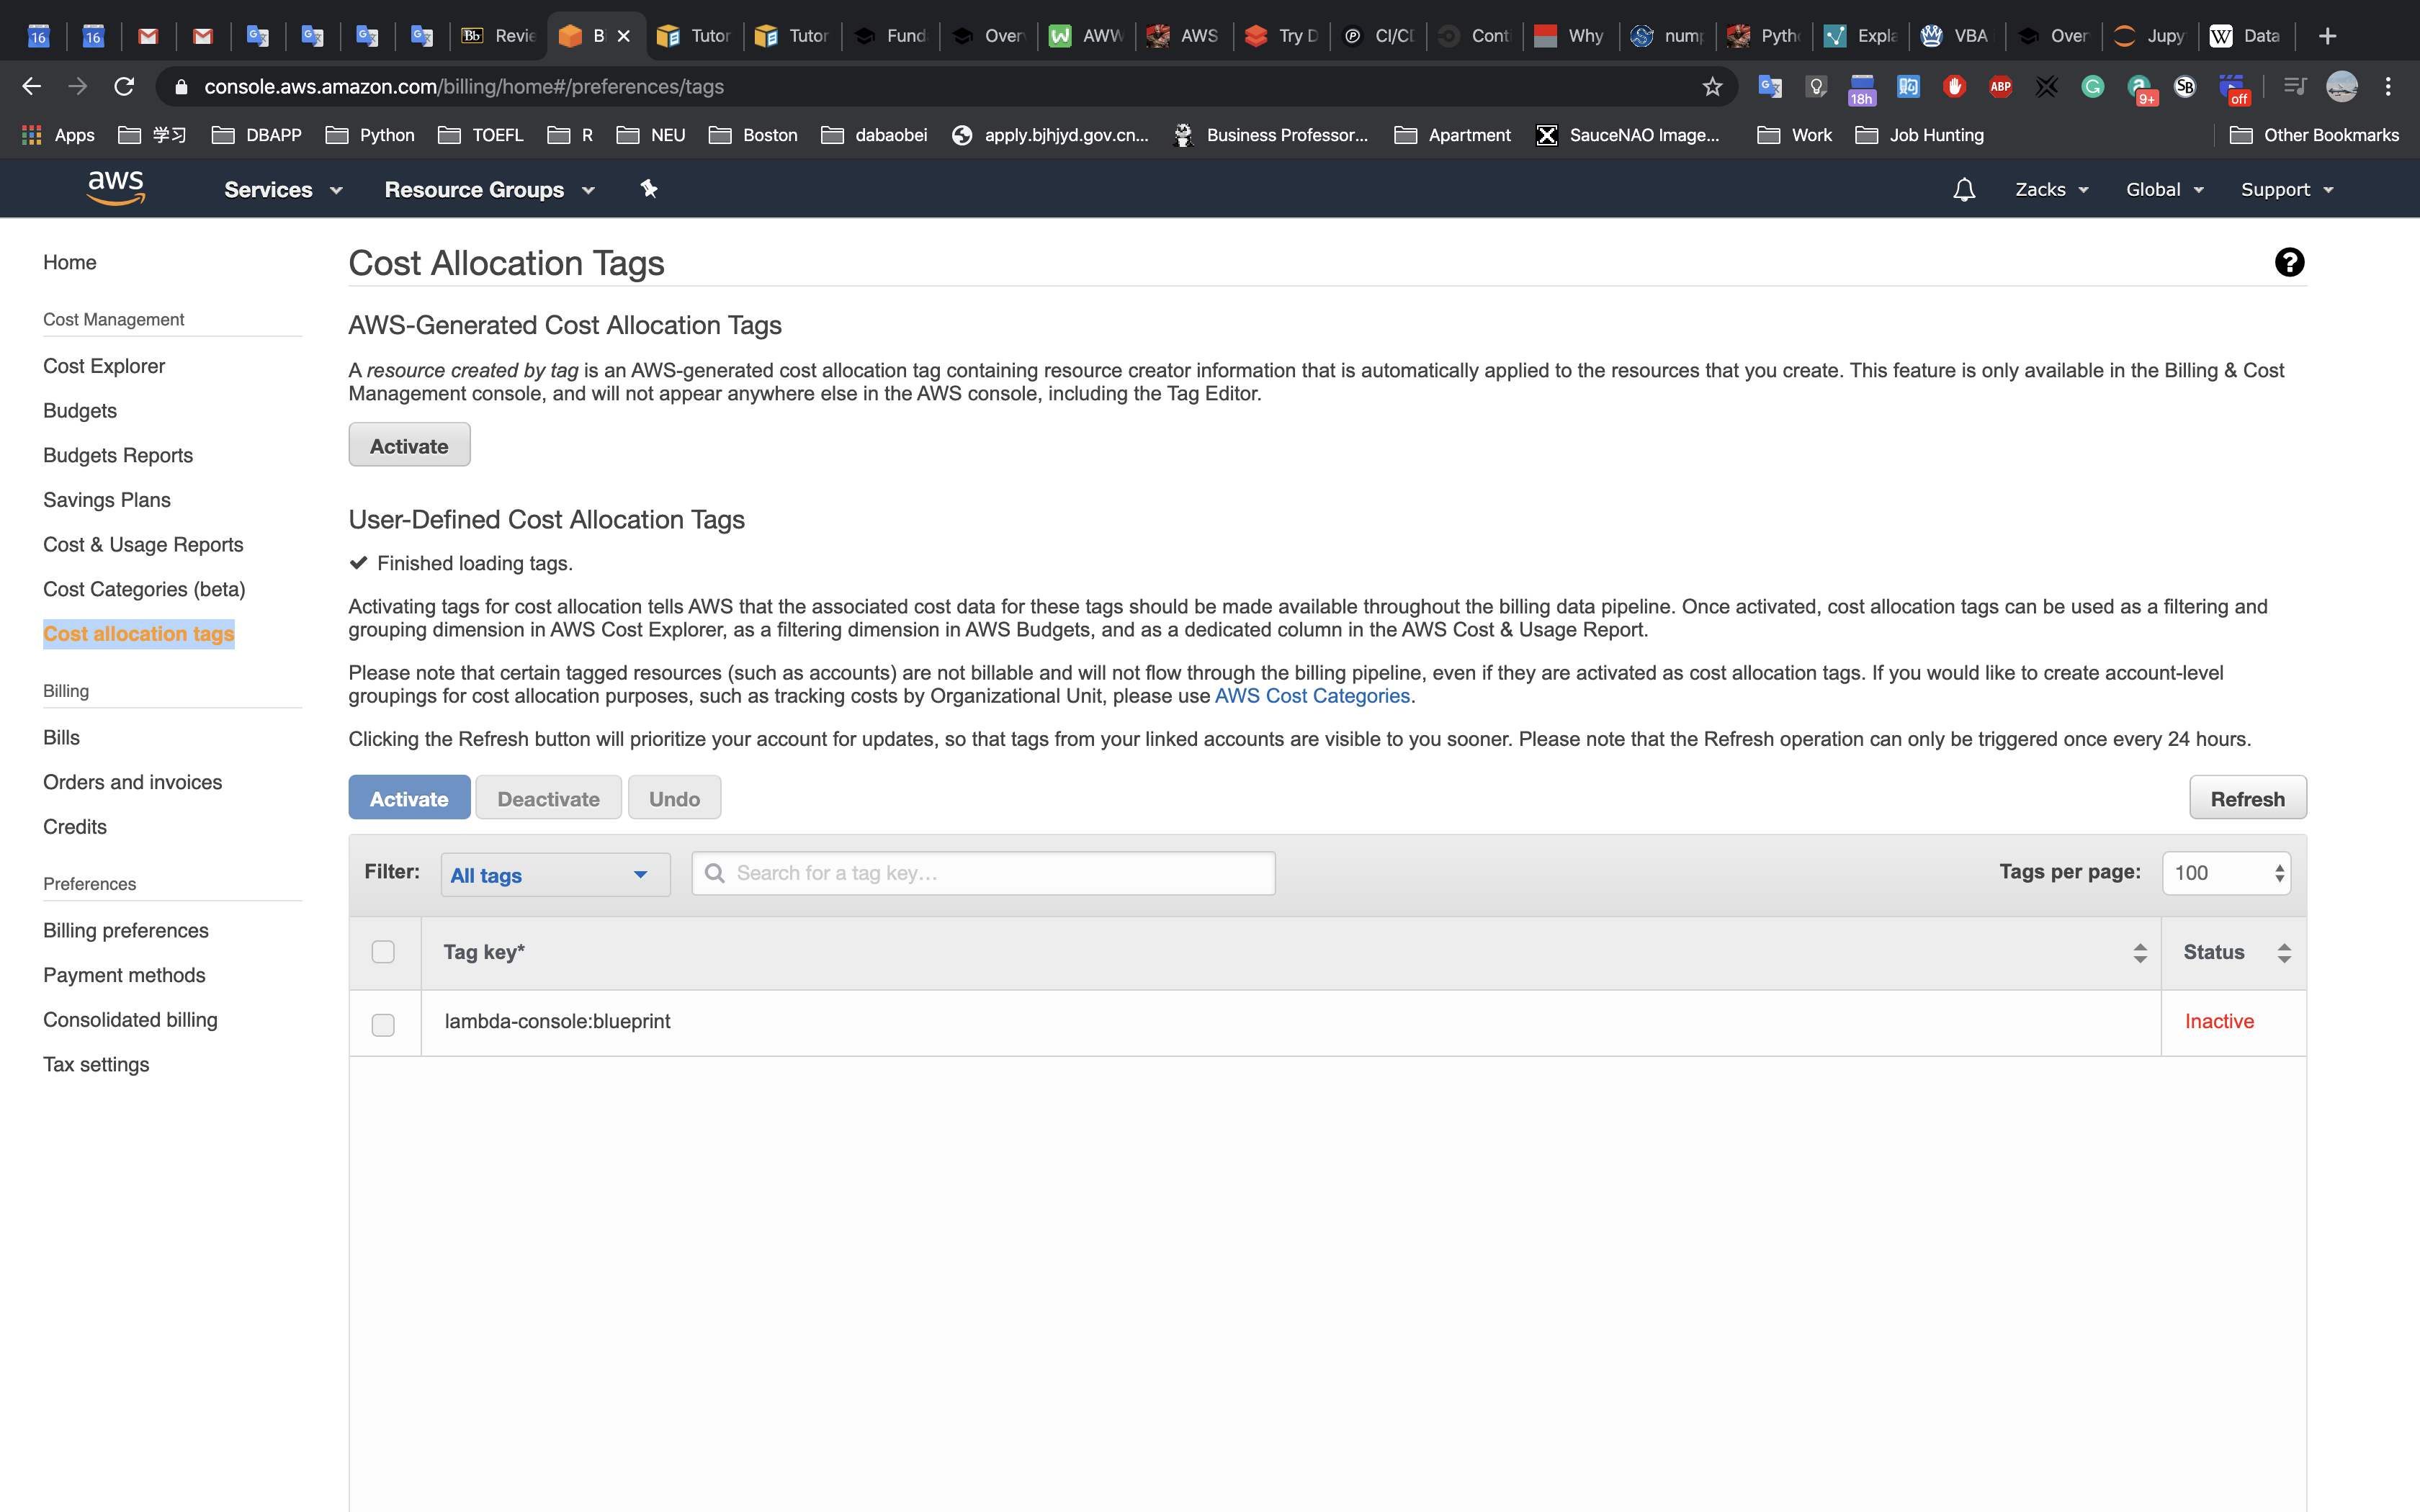 16
16
Bb Revie
B
Tutor
Tutor
Fund
Over
AWW
AWS
Try D
CI/CD
Cont
Why
num
Pyth
Expla
VBA
Over
Jupy
W Data
console.aws.amazon.com/billing/home#/preferences/tags
18h
ABP
9+
SB
off
Apps
学习
DBAPP
Python
TOEFL
R
NEU
Boston
dabaobei
apply.bjhjyd.gov.cn...
Business Professor...
Apartment
SauceNAO Image...
Work
Job Hunting
Other Bookmarks
aws
Services
Resource Groups
Zacks
Global
Support
Home
Cost Management
Cost Explorer
Budgets
Budgets Reports
Savings Plans
Cost & Usage Reports
Cost Categories (beta)
Cost allocation tags
Billing
Bills
Orders and invoices
Credits
Preferences
Billing preferences
Payment methods
Consolidated billing
Tax settings
Cost Allocation Tags
AWS-Generated Cost Allocation Tags
A resource created by tag is an AWS-generated cost allocation tag containing resource creator information that is automatically applied to the resources that you create. This feature is only available in the Billing & Cost
Management console, and will not appear anywhere else in the AWS console, including the Tag Editor.
Activate
User-Defined Cost Allocation Tags
Finished loading tags.
Activating tags for cost allocation tells AWS that the associated cost data for these tags should be made available throughout the billing data pipeline. Once activated, cost allocation tags can be used as a filtering and
grouping dimension in AWS Cost Explorer, as a filtering dimension in AWS Budgets, and as a dedicated column in the AWS Cost & Usage Report.
Please note that certain tagged resources (such as accounts) are not billable and will not flow through the billing pipeline, even if they are activated as cost allocation tags. If you would like to create account-level
groupings for cost allocation purposes, such as tracking costs by Organizational Unit, please use AWS Cost Categories.
Clicking the Refresh button will prioritize your account for updates, so that tags from your linked accounts are visible to you sooner. Please note that the Refresh operation can only be triggered once every 24 hours.
Activate
Deactivate
Undo
Refresh
Filter:
All tags
Search for a tag key...
Tags per page:
100
Tag key*
Status
lambda-console:blueprint
Inactive